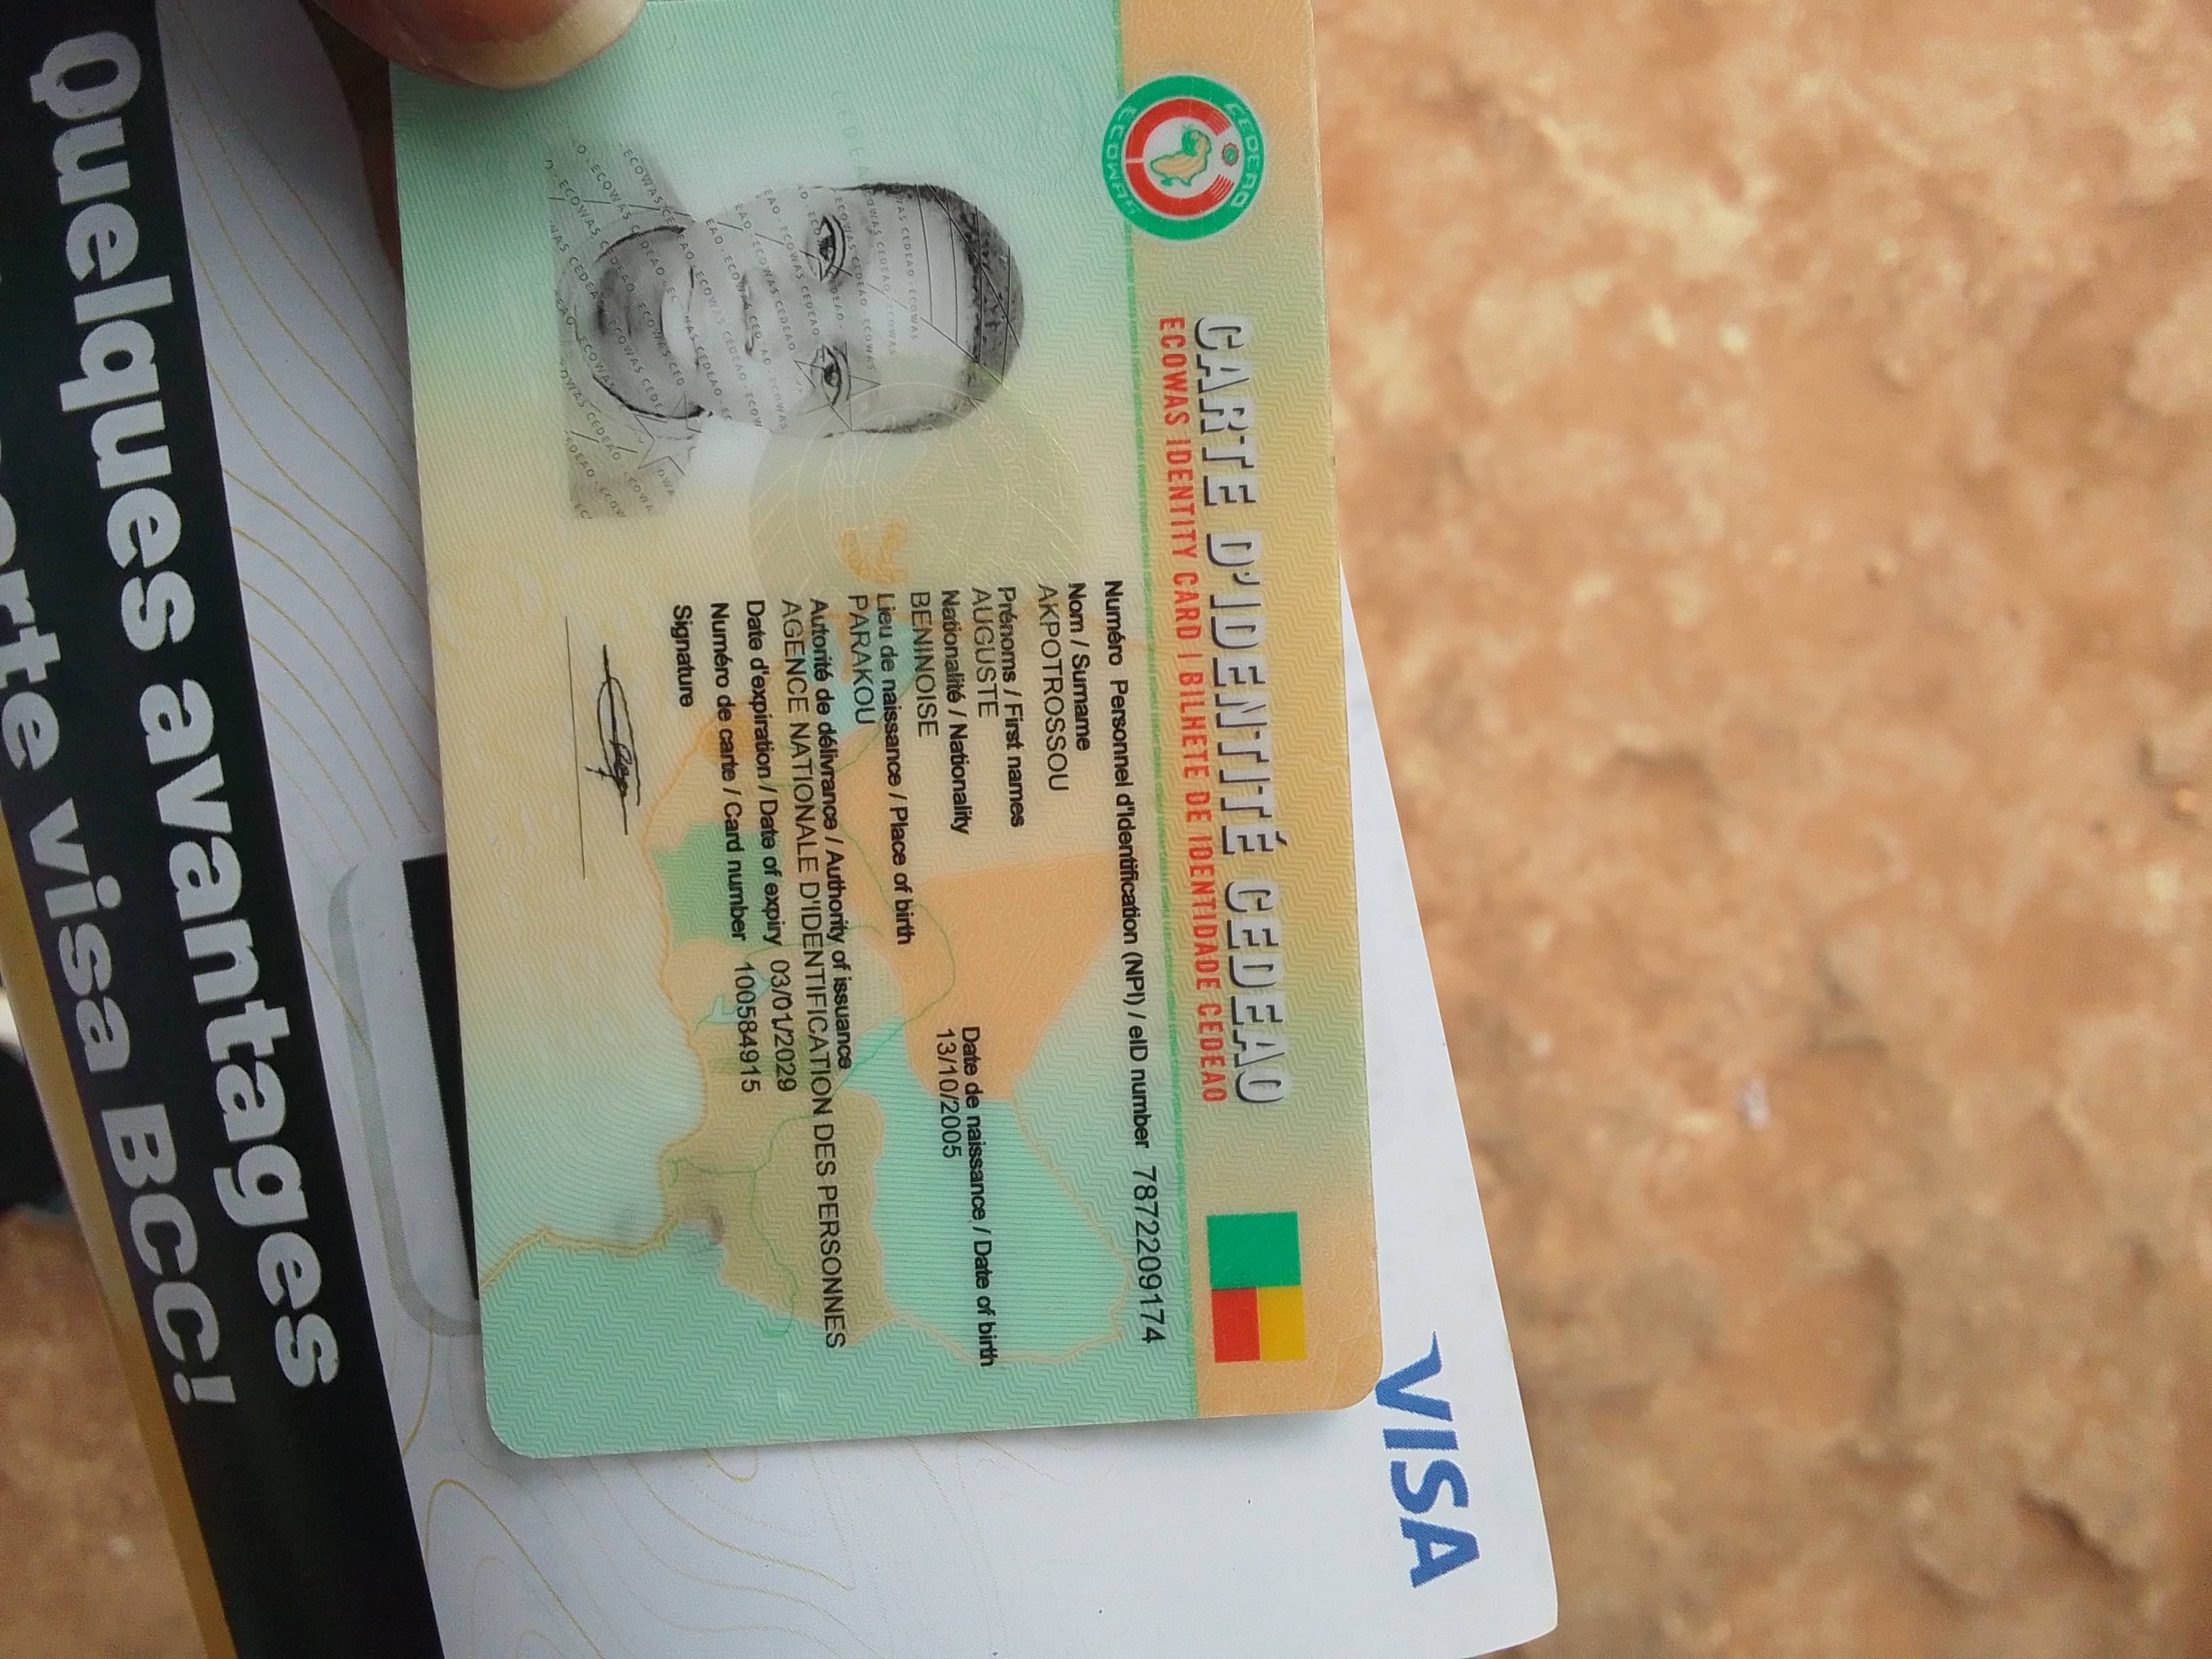 CEDEAO
ECOWAS
CARTE D'IDENTITÉ CEDEAO
ECOWAS IDENTITY CARD | BILHETE DE IDENTIDADE CEDEAO
Numéro Personnel d'Identification (NPI) / eID number 7872209174
Nom / Surname
AKPOTROSSOU
Prénoms / First names
AUGUSTE
Nationalité / Nationality
BENINOISE
Date de naissance / Date of birth
13/10/2005
Lieu de naissance / Place of birth
PARAKOU
Autorité de délivrance / Authority of issuance
AGENCE NATIONALE D'IDENTIFICATION DES PERSONNES
Date d'expiration / Date of expiry 03/01/2029
Numéro de carte / Card number 100584915
Signature
VISA
Quelques avantages
carte visa BCC!